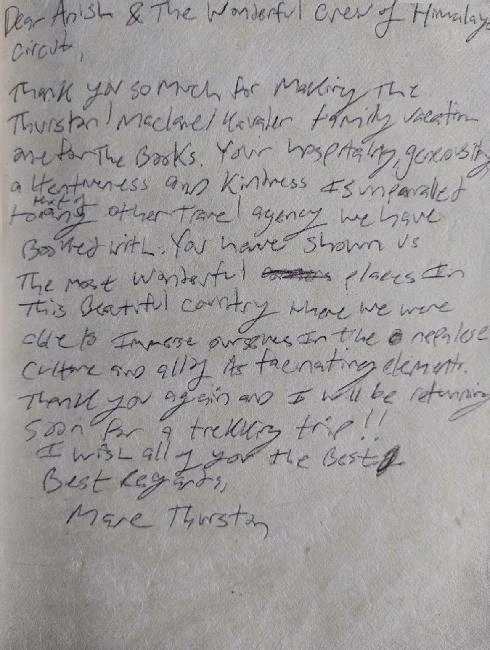 Dear Anish & The Wonderful crew of Himalaya
circuit,
Thank you so much for Making The
Thurston/Maclane/Kavaler family vacation
one for The Books. Your hospitality, generosity
attentiveness and Kindness Is unparalled
to that of any other travel agency we have
Booked with. You have shown us
The most wonderful places In
This Beautiful country where we were
able to Immerse ourselves In the nepalese
Culture and all of its fascinating elements.
Thank you again and I will be returning
Soon for a trekking trip!!
I wish all of you the Best
Best Regards,
Thurston